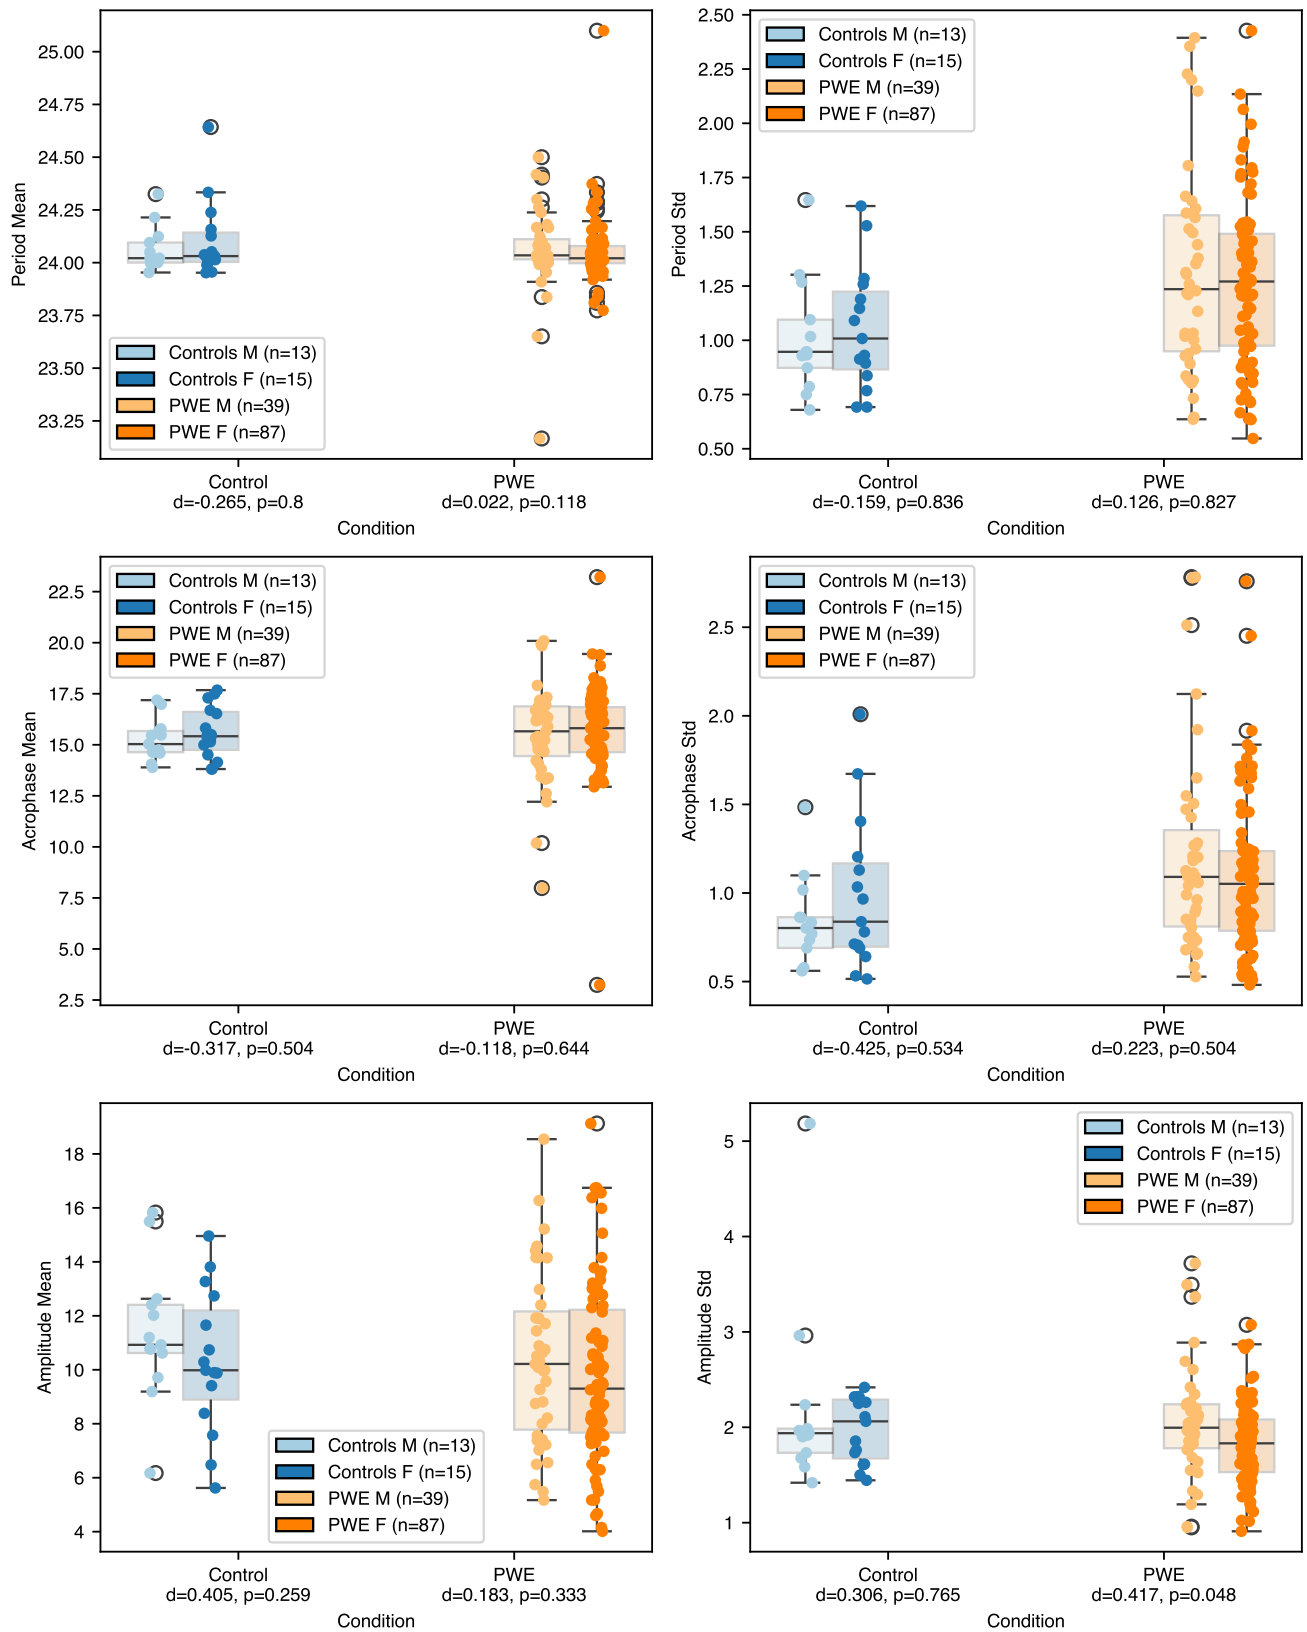 25.00
24.75
24.50
24.25
24.00
23.75
23.50
23.25
Period Mean
Controls M (n=13)
Controls F (n=15)
PWE M (n=39)
PWE F (n=87)
Control
d=-0.265, p=0.8
PWE
d=0.022, p=0.118
Condition
2.50
2.25
2.00
1.75
1.50
1.25
1.00
0.75
0.50
Period Std
Controls M (n=13)
Controls F (n=15)
PWE M (n=39)
PWE F (n=87)
Control
d=-0.159, p=0.836
PWE
d=0.126, p=0.827
Condition
22.5
20.0
17.5
15.0
12.5
10.0
7.5
5.0
2.5
Acrophase Mean
Controls M (n=13)
Controls F (n=15)
PWE M (n=39)
PWE F (n=87)
Control
d=-0.317, p=0.504
PWE
d=-0.118, p=0.644
Condition
2.5
2.0
1.5
1.0
0.5
Acrophase Std
Controls M (n=13)
Controls F (n=15)
PWE M (n=39)
PWE F (n=87)
Control
d=-0.425, p=0.534
PWE
d=0.223, p=0.504
Condition
18
16
14
12
10
8
6
4
Amplitude Mean
Controls M (n=13)
Controls F (n=15)
PWE M (n=39)
PWE F (n=87)
Control
d=0.405, p=0.259
PWE
d=0.183, p=0.333
Condition
5
4
3
2
1
Amplitude Std
Controls M (n=13)
Controls F (n=15)
PWE M (n=39)
PWE F (n=87)
Control
d=0.306, p=0.765
PWE
d=0.417, p=0.048
Condition